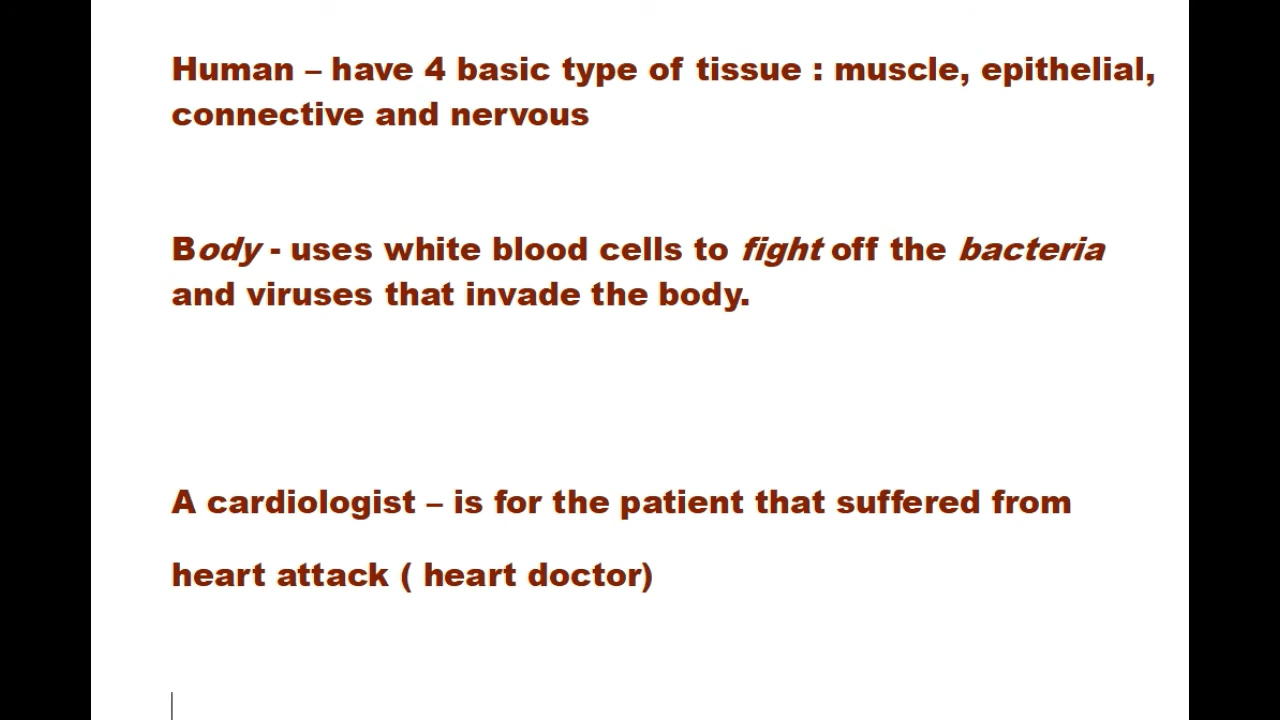 Human – have 4 basic type of tissue : muscle, epithelial,
connective and nervous
Body - uses white blood cells to fight off the bacteria
and viruses that invade the body.
A cardiologist – is for the patient that suffered from
heart attack ( heart doctor)